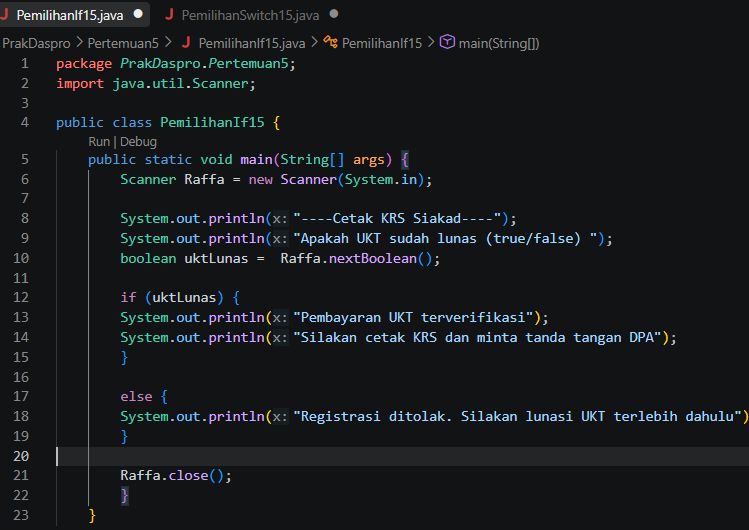 PemilihanIf15.java PemilihanSwitch15.java
PrakDaspro > Pertemuan5 > PemilihanIf15.java > PemilihanIf15 > main(String[])
1 package PrakDaspro.Pertemuan5;
2 import java.util.Scanner;
3
4 public class PemilihanIf15 {
Run | Debug
5 public static void main(String[] args) {
6 Scanner Raffa = new Scanner(System.in);
7
8 System.out.println(x: "----Cetak KRS Siakad----");
9 System.out.println(x: "Apakah UKT sudah lunas (true/false) ");
10 boolean uktLunas =  Raffa.nextBoolean();
11
12 if (uktLunas) {
13 System.out.println(x: "Pembayaran UKT terverifikasi");
14 System.out.println(x: "Silakan cetak KRS dan minta tanda tangan DPA");
15 }
16
17 else {
18 System.out.println(x: "Registrasi ditolak. Silakan lunasi UKT terlebih dahulu")
19 }
20
21 Raffa.close();
22 }
23 }